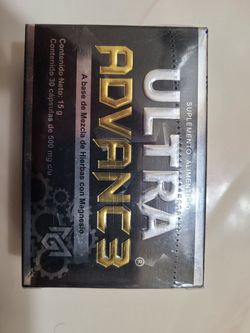 SUPLEMENTO ALIMENTICIO
ULTRA
ADVANC3®
A base de Mezcla de Hierbas con Magnesio.
Contenido Neto: 15 g
Contenido 30 cápsulas de 500 mg c/u